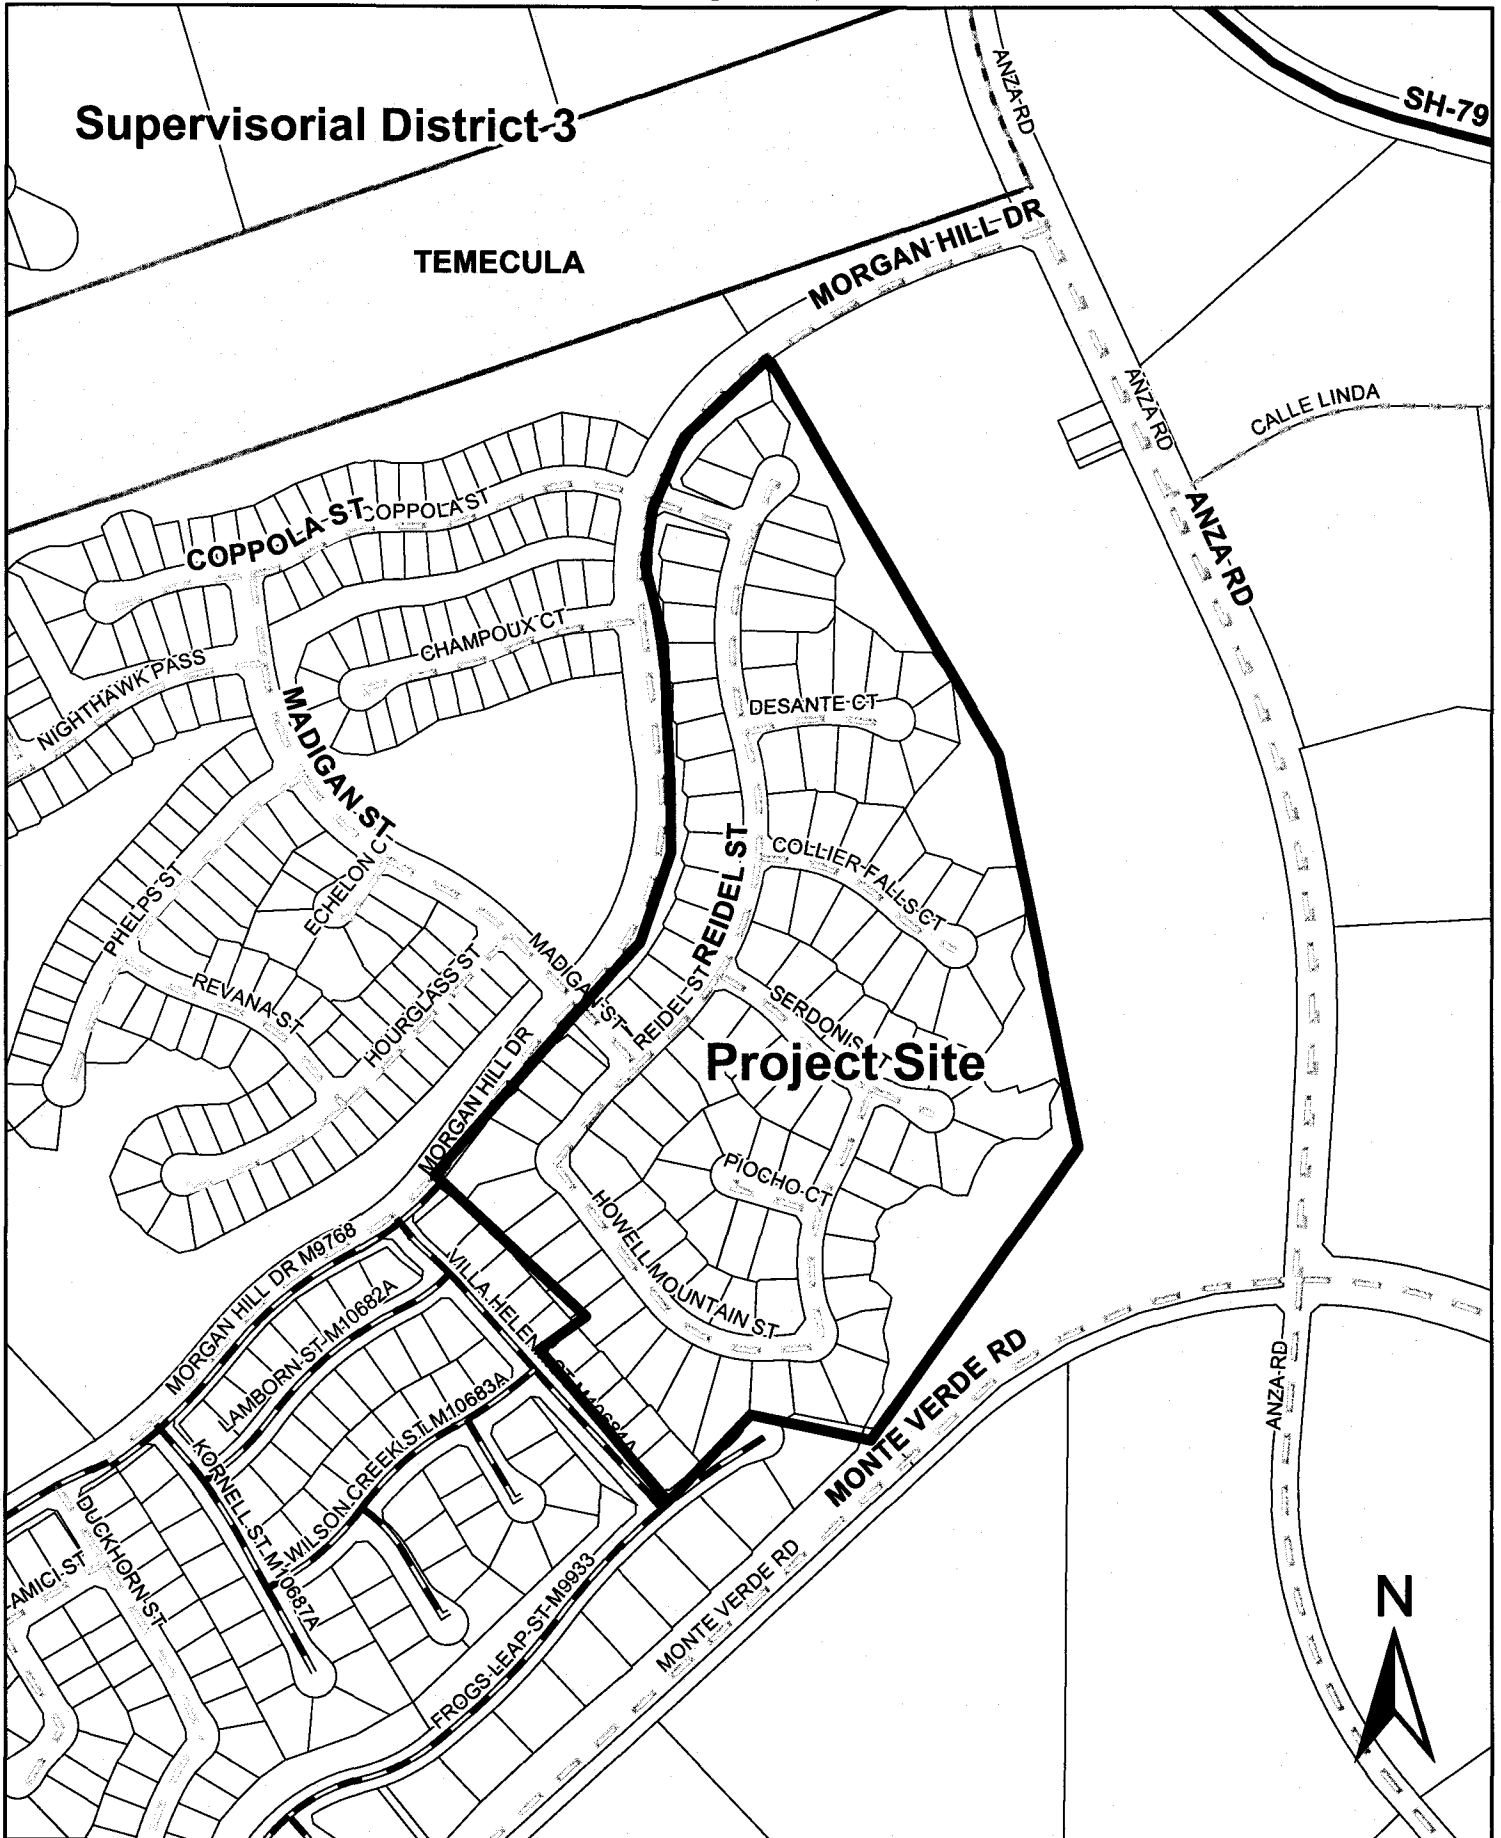 SH-79
ANZA RD
Supervisorial District 3
MORGAN HILL DR
TEMECULA
ANZA RD
CALLE LINDA
COPPOLA ST
COPPOLA ST
ANZA RD
CHAMPOUX CT
NIGHTHAWK PASS
MADIGAN ST
DESANTE CT
REIDEL ST
COLLIER FALLS CT
ECHELON CT
PHELPS ST
MADIGAN ST
REIDEL ST
REVANA ST
HOURGLASS ST
SERDONIS ST
Project Site
MORGAN HILL DR
PIOCHO CT
HOWELL MOUNTAIN ST
MORGAN HILL DR M9768
VILLA HELENA ST M10684A
LAMBORN ST M10682A
MONTE VERDE RD
ANZA RD
WILSON CREEK ST M10683A
KORNELL ST M10687A
DUCKHORN ST
AMICI ST
MONTE VERDE RD
FROGS LEAP ST M9933
N